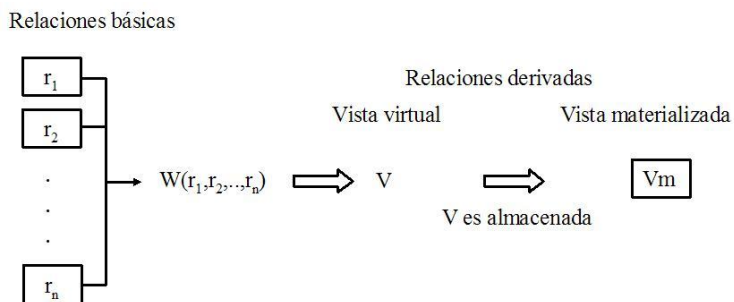 Relaciones básicas
r1
Relaciones derivadas
Vista virtual
Vista materializada
r2
.
W(r1,r2,..,rn)
V
Vm
.
V es almacenada
.
rn